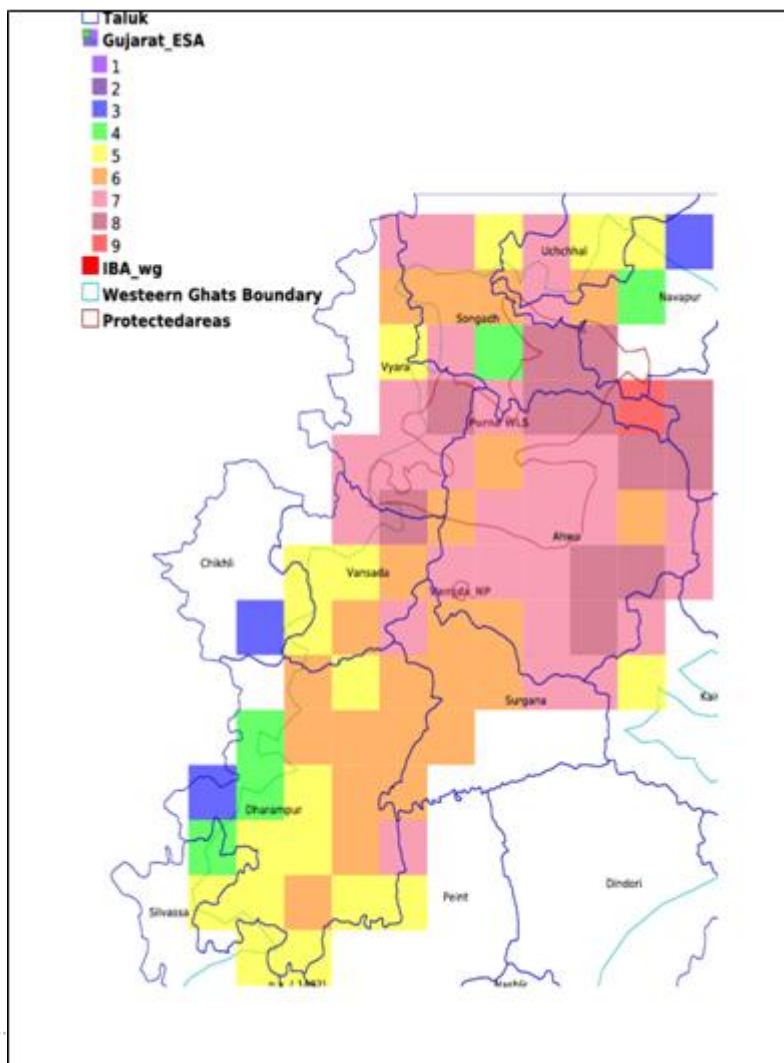 Taluk
Gujarat_ESA
1
2
3
4
5
6
7
8
9
IBA_wg
Westeern Ghats Boundary
Protectedareas
Uchchhal
Navapur
Songadh
Vyara
Purna WLS
Ahwa
Chikhli
Vansada
Vansda_NP
Surgana
Dharampur
Peint
Dindori
Silvassa